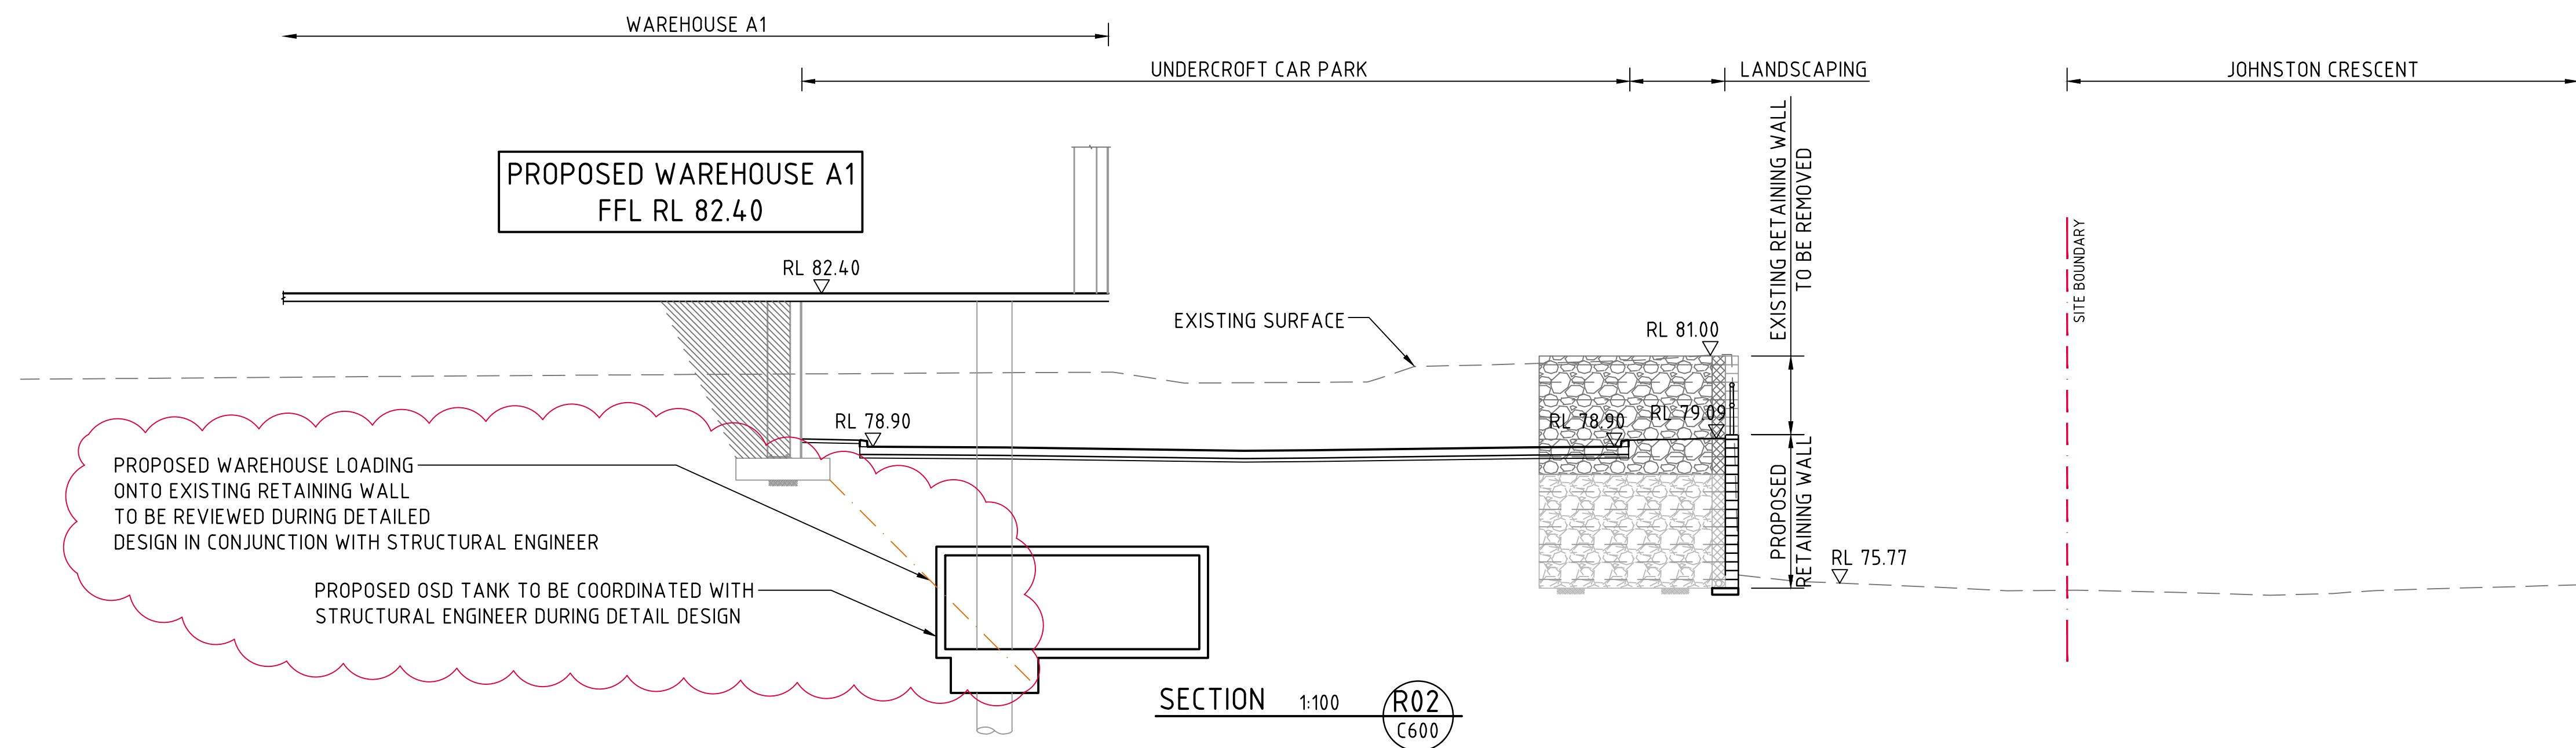 WAREHOUSE A1
UNDERCROFT CAR PARK
LANDSCAPING
JOHNSTON CRESCENT
PROPOSED WAREHOUSE A1
FFL RL 82.40
RL 82.40
EXISTING SURFACE
RL 81.00
EXISTING RETAINING WALL
TO BE REMOVED
SITE BOUNDARY
RL 78.90
RL 78.90
RL 79.09
PROPOSED WAREHOUSE LOADING
ONTO EXISTING RETAINING WALL
TO BE REVIEWED DURING DETAILED
DESIGN IN CONJUNCTION WITH STRUCTURAL ENGINEER
PROPOSED
RETAINING WALL
RL 75.77
PROPOSED OSD TANK TO BE COORDINATED WITH
STRUCTURAL ENGINEER DURING DETAIL DESIGN
SECTION 1:100
R02
C600